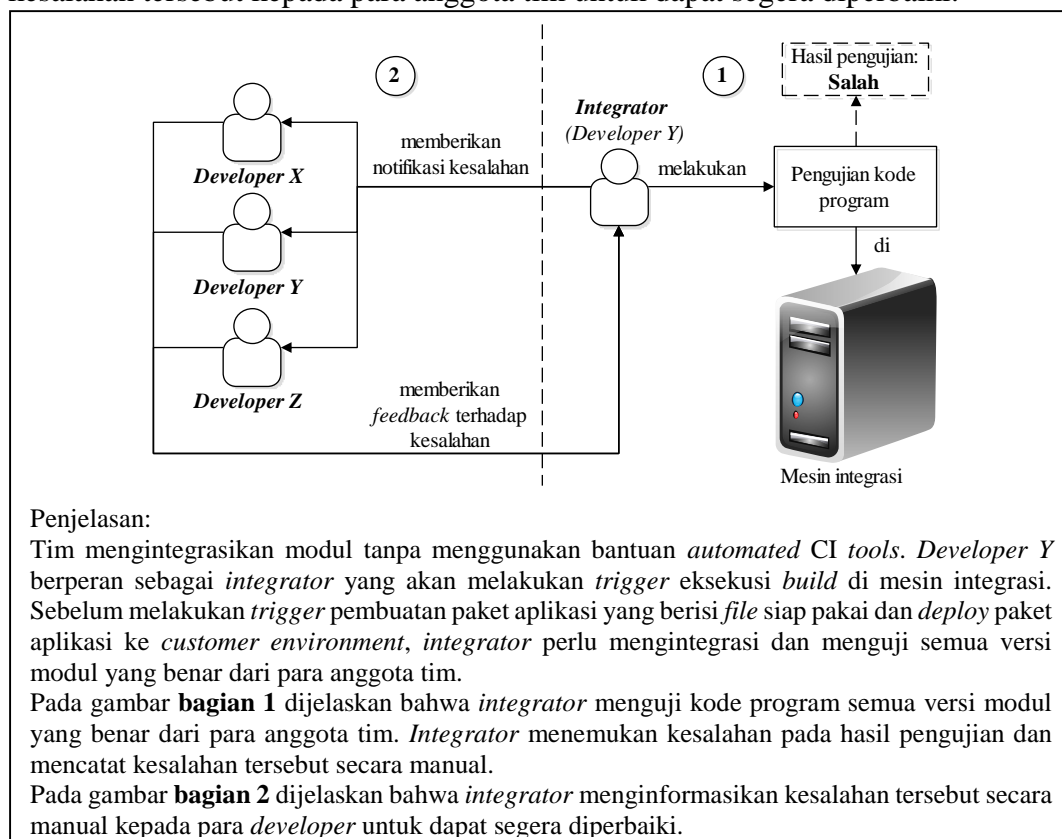 kesalahan tersebut kepada para anggota tim untuk dapat segera diperbaiki.
2
1
Hasil pengujian:
Salah
Integrator
(Developer Y)
memberikan
notifikasi kesalahan
melakukan
Pengujian kode
program
di
Developer X
Developer Y
Developer Z
memberikan
feedback terhadap
kesalahan
Mesin integrasi
Penjelasan:
Tim mengintegrasikan modul tanpa menggunakan bantuan automated CI tools. Developer Y
berperan sebagai integrator yang akan melakukan trigger eksekusi build di mesin integrasi.
Sebelum melakukan trigger pembuatan paket aplikasi yang berisi file siap pakai dan deploy paket
aplikasi ke customer environment, integrator perlu mengintegrasi dan menguji semua versi
modul yang benar dari para anggota tim.
Pada gambar bagian 1 dijelaskan bahwa integrator menguji kode program semua versi modul
yang benar dari para anggota tim. Integrator menemukan kesalahan pada hasil pengujian dan
mencatat kesalahan tersebut secara manual.
Pada gambar bagian 2 dijelaskan bahwa integrator menginformasikan kesalahan tersebut secara
manual kepada para developer untuk dapat segera diperbaiki.